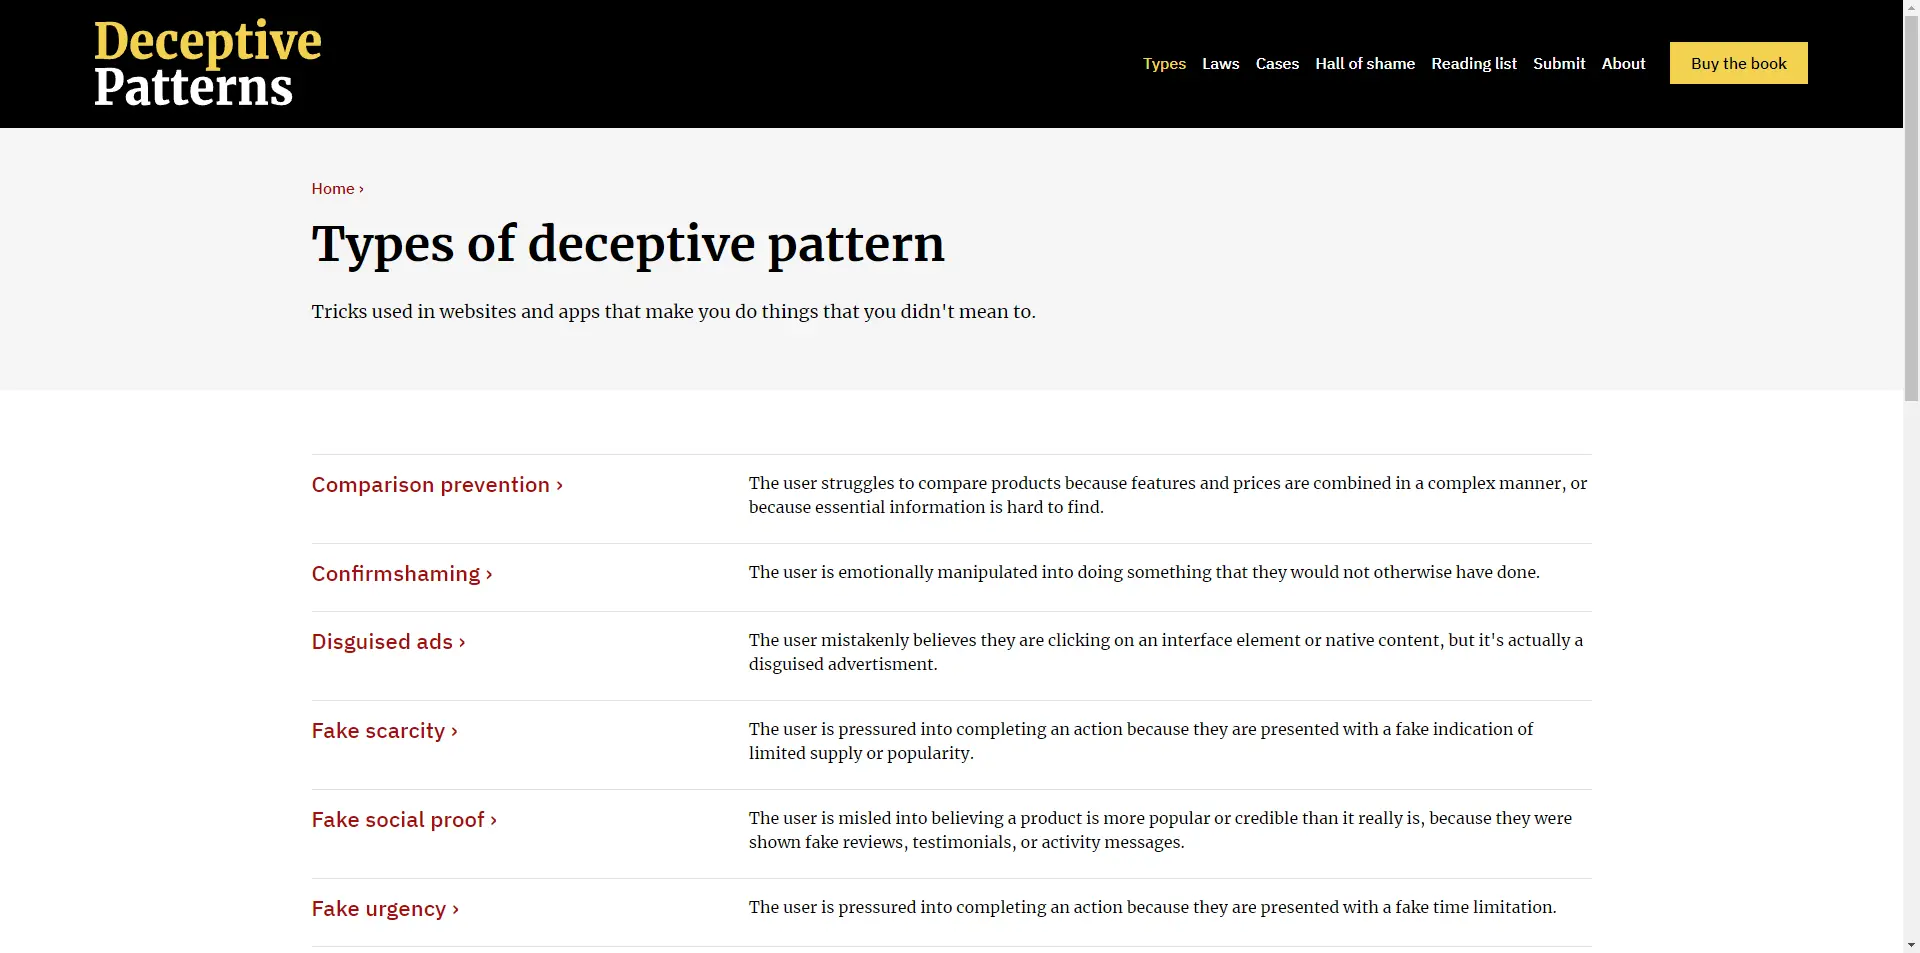 Deceptive
Patterns
Types Laws Cases Hall of shame Reading list Submit About Buy the book
Home ›
Types of deceptive pattern
Tricks used in websites and apps that make you do things that you didn't mean to.
Comparison prevention ›
The user struggles to compare products because features and prices are combined in a complex manner, or
because essential information is hard to find.
Confirmshaming ›
The user is emotionally manipulated into doing something that they would not otherwise have done.
Disguised ads ›
The user mistakenly believes they are clicking on an interface element or native content, but it's actually a
disguised advertisment.
Fake scarcity ›
The user is pressured into completing an action because they are presented with a fake indication of
limited supply or popularity.
Fake social proof ›
The user is misled into believing a product is more popular or credible than it really is, because they were
shown fake reviews, testimonials, or activity messages.
Fake urgency ›
The user is pressured into completing an action because they are presented with a fake time limitation.